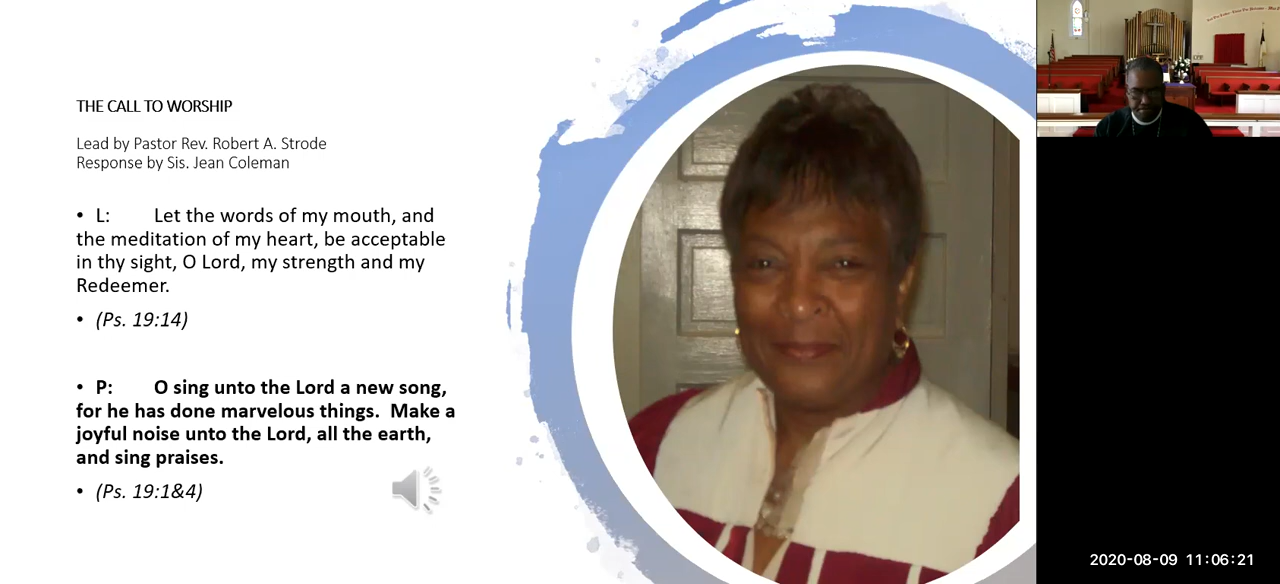 THE CALL TO WORSHIP
Lead by Pastor Rev. Robert A. Strode
Response by Sis. Jean Coleman
• L: Let the words of my mouth, and
the meditation of my heart, be acceptable
in thy sight, O Lord, my strength and my
Redeemer.
• (Ps. 19:14)
• P: O sing unto the Lord a new song,
for he has done marvelous things. Make a
joyful noise unto the Lord, all the earth,
and sing praises.
• (Ps. 19:1&4)
2020-08-09 11:06:21